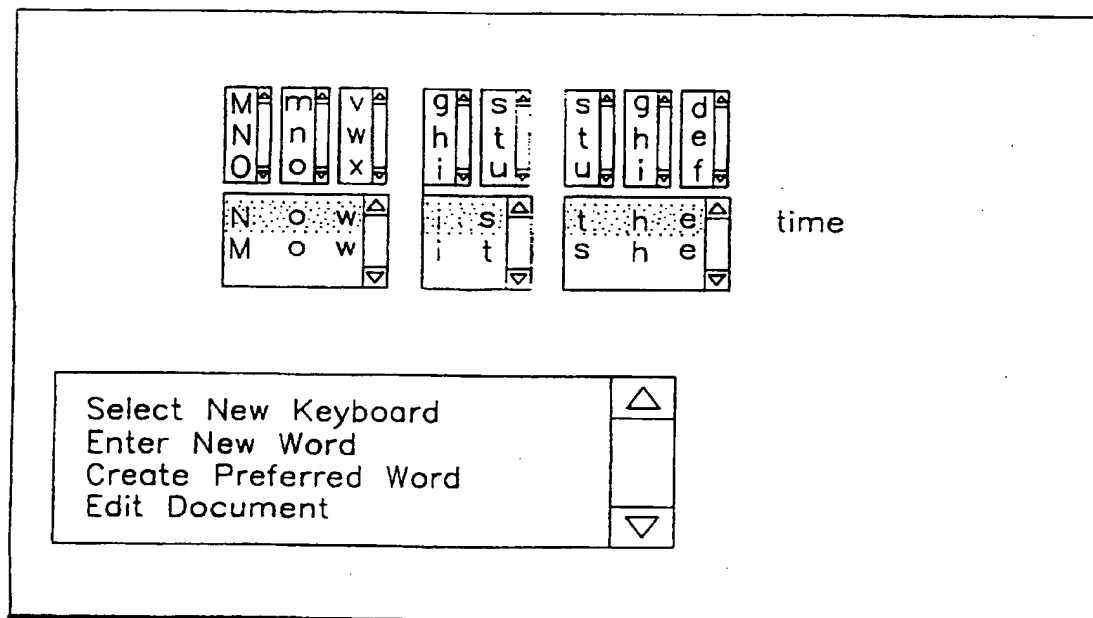 M m v g s s g d
N n w h t t h e
O o x i u u i f
N o w i s t h e time
M o w i t s h e
Select New Keyboard
Enter New Word
Create Preferred Word
Edit Document